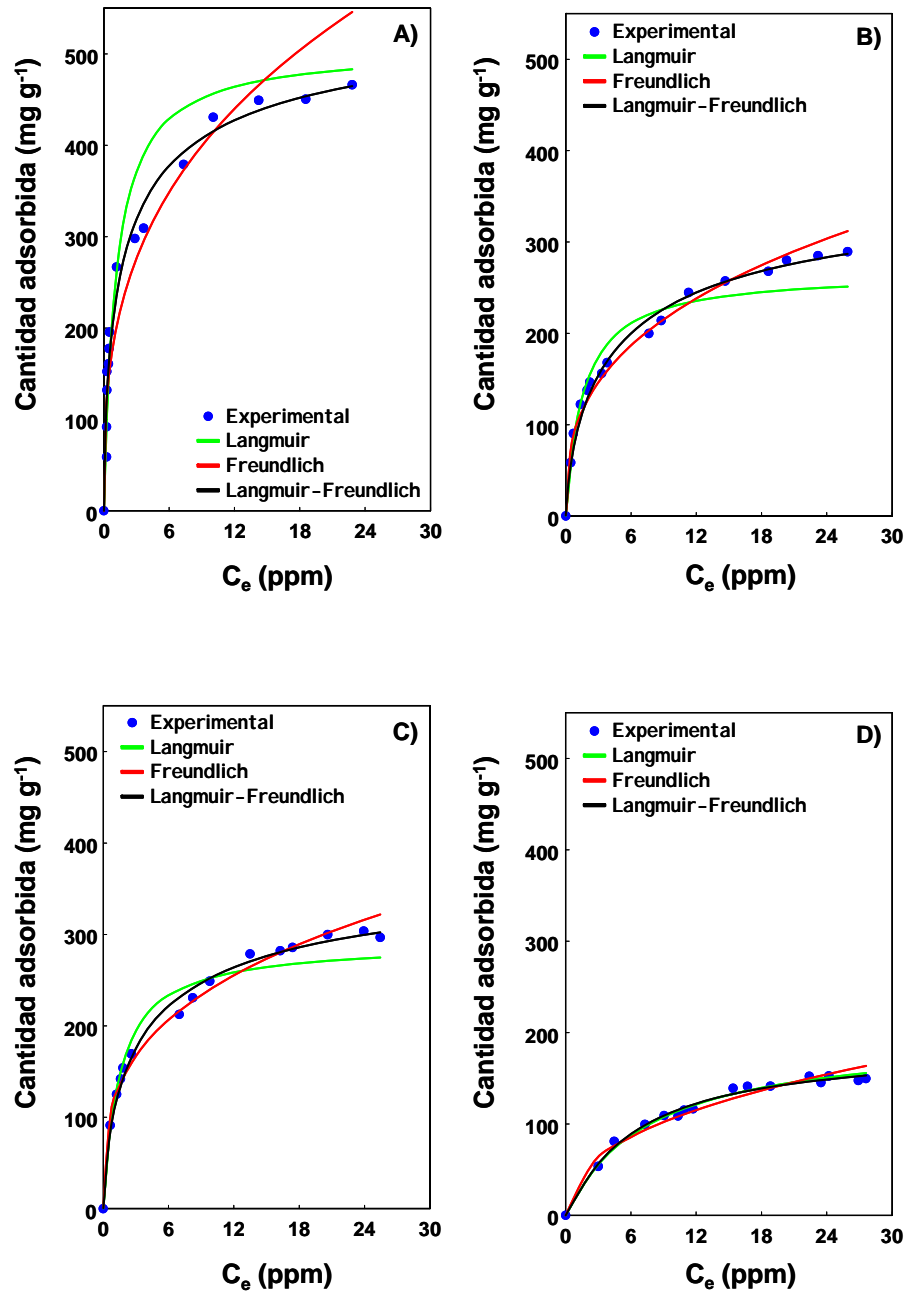 A)
Cantidad adsorbida (mg g⁻¹)
500
400
300
200
100
0
Experimental
Langmuir
Freundlich
Langmuir-Freundlich
0 6 12 18 24 30
Cₑ (ppm)
B)
Cantidad adsorbida (mg g⁻¹)
Experimental
Langmuir
Freundlich
Langmuir-Freundlich
500
400
300
200
100
0
0 6 12 18 24 30
Cₑ (ppm)
C)
Cantidad adsorbida (mg g⁻¹)
Experimental
Langmuir
Freundlich
Langmuir-Freundlich
500
400
300
200
100
0
0 6 12 18 24 30
Cₑ (ppm)
D)
Cantidad adsorbida (mg g⁻¹)
Experimental
Langmuir
Freundlich
Langmuir-Freundlich
500
400
300
200
100
0
0 6 12 18 24 30
Cₑ (ppm)